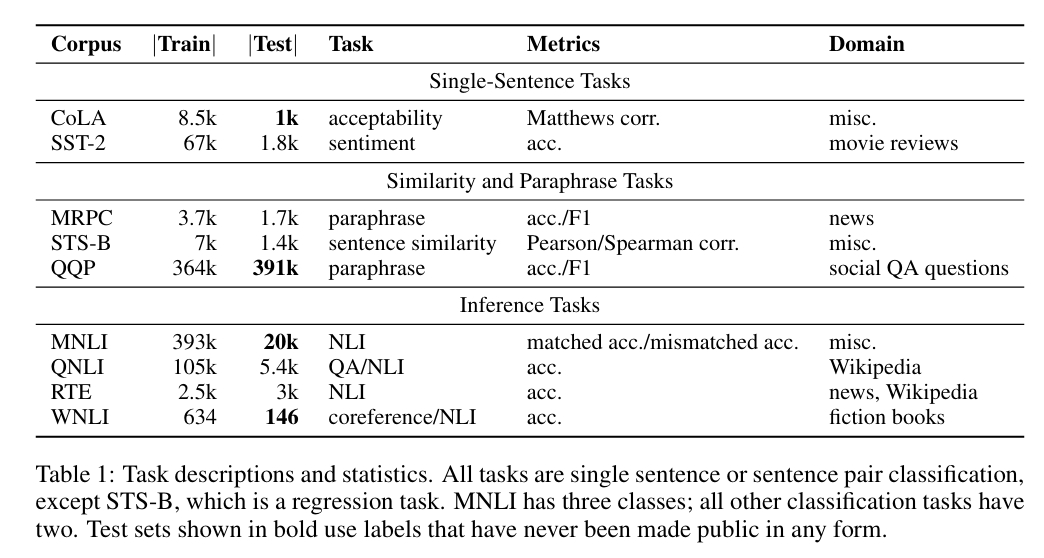 Corpus |Train| |Test| Task Metrics Domain
Single-Sentence Tasks
CoLA 8.5k 1k acceptability Matthews corr. misc.
SST-2 67k 1.8k sentiment acc. movie reviews
Similarity and Paraphrase Tasks
MRPC 3.7k 1.7k paraphrase acc./F1 news
STS-B 7k 1.4k sentence similarity Pearson/Spearman corr. misc.
QQP 364k 391k paraphrase acc./F1 social QA questions
Inference Tasks
MNLI 393k 20k NLI matched acc./mismatched acc. misc.
QNLI 105k 5.4k QA/NLI acc. Wikipedia
RTE 2.5k 3k NLI acc. news, Wikipedia
WNLI 634 146 coreference/NLI acc. fiction books
Table 1: Task descriptions and statistics. All tasks are single sentence or sentence pair classification,
except STS-B, which is a regression task. MNLI has three classes; all other classification tasks have
two. Test sets shown in bold use labels that have never been made public in any form.